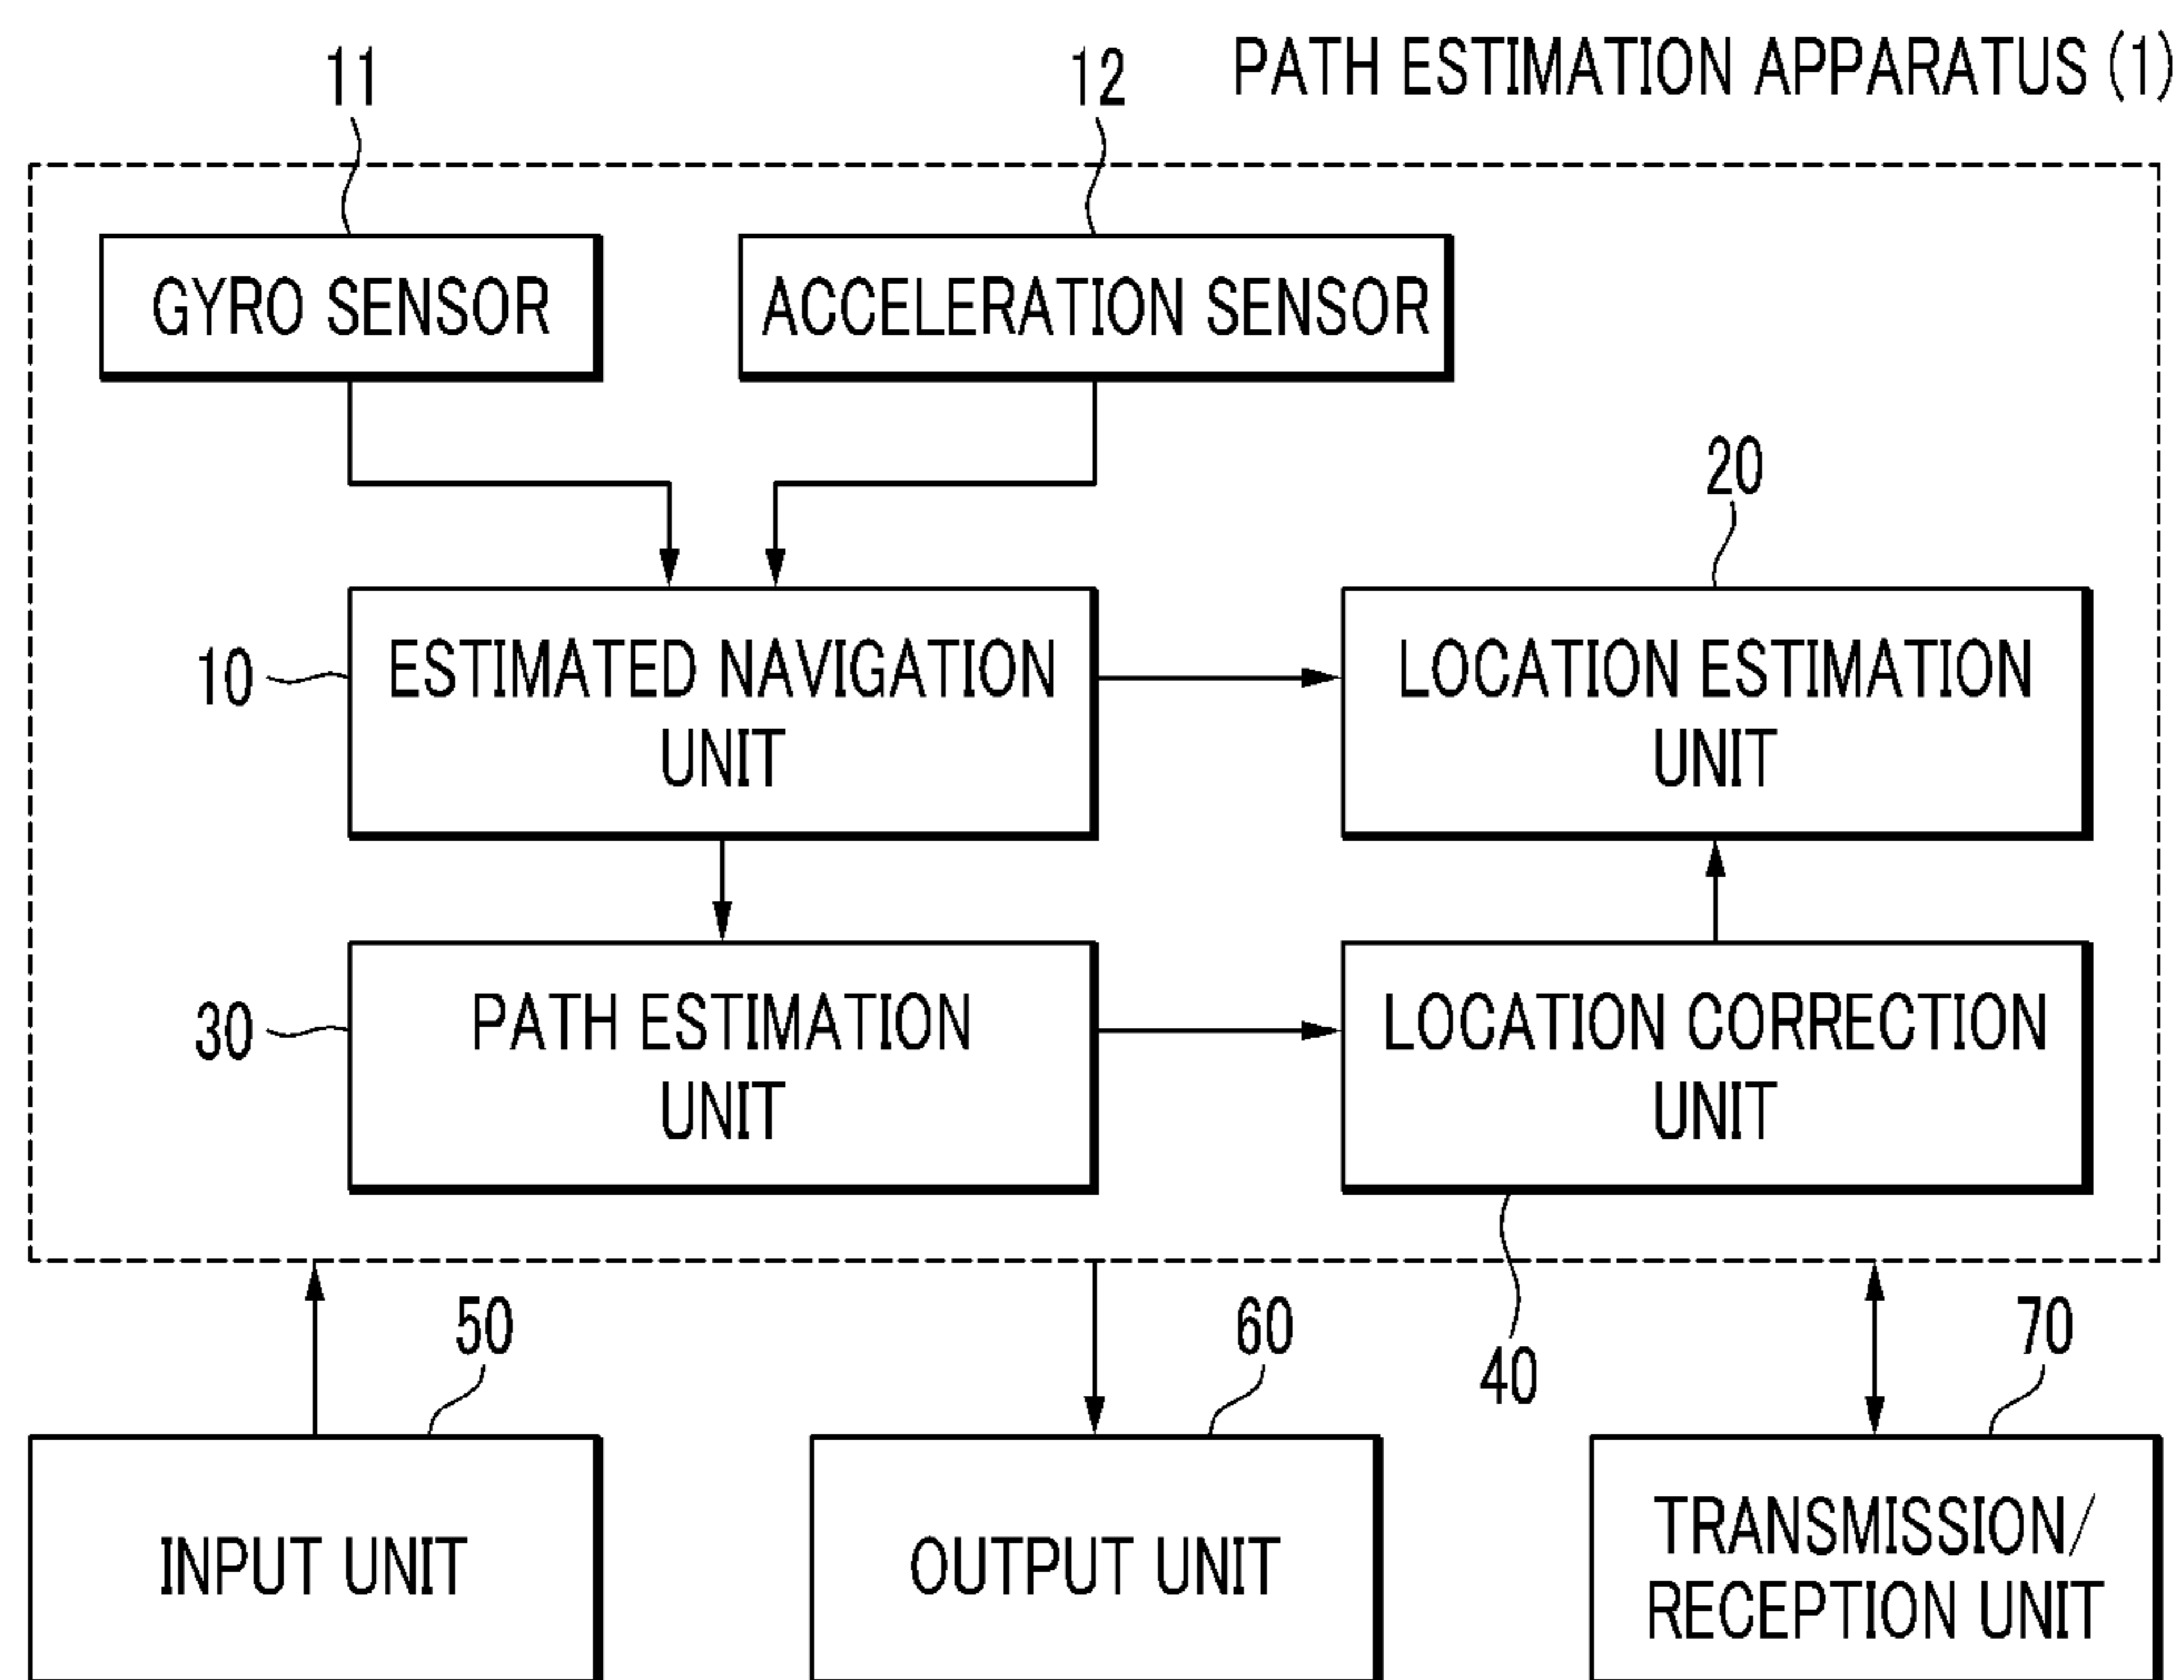 PATH ESTIMATION APPARATUS (1)
11
12
GYRO SENSOR
ACCELERATION SENSOR
20
10
ESTIMATED NAVIGATION
UNIT
LOCATION ESTIMATION
UNIT
30
PATH ESTIMATION
UNIT
LOCATION CORRECTION
UNIT
50
60
40
70
INPUT UNIT
OUTPUT UNIT
TRANSMISSION/
RECEPTION UNIT